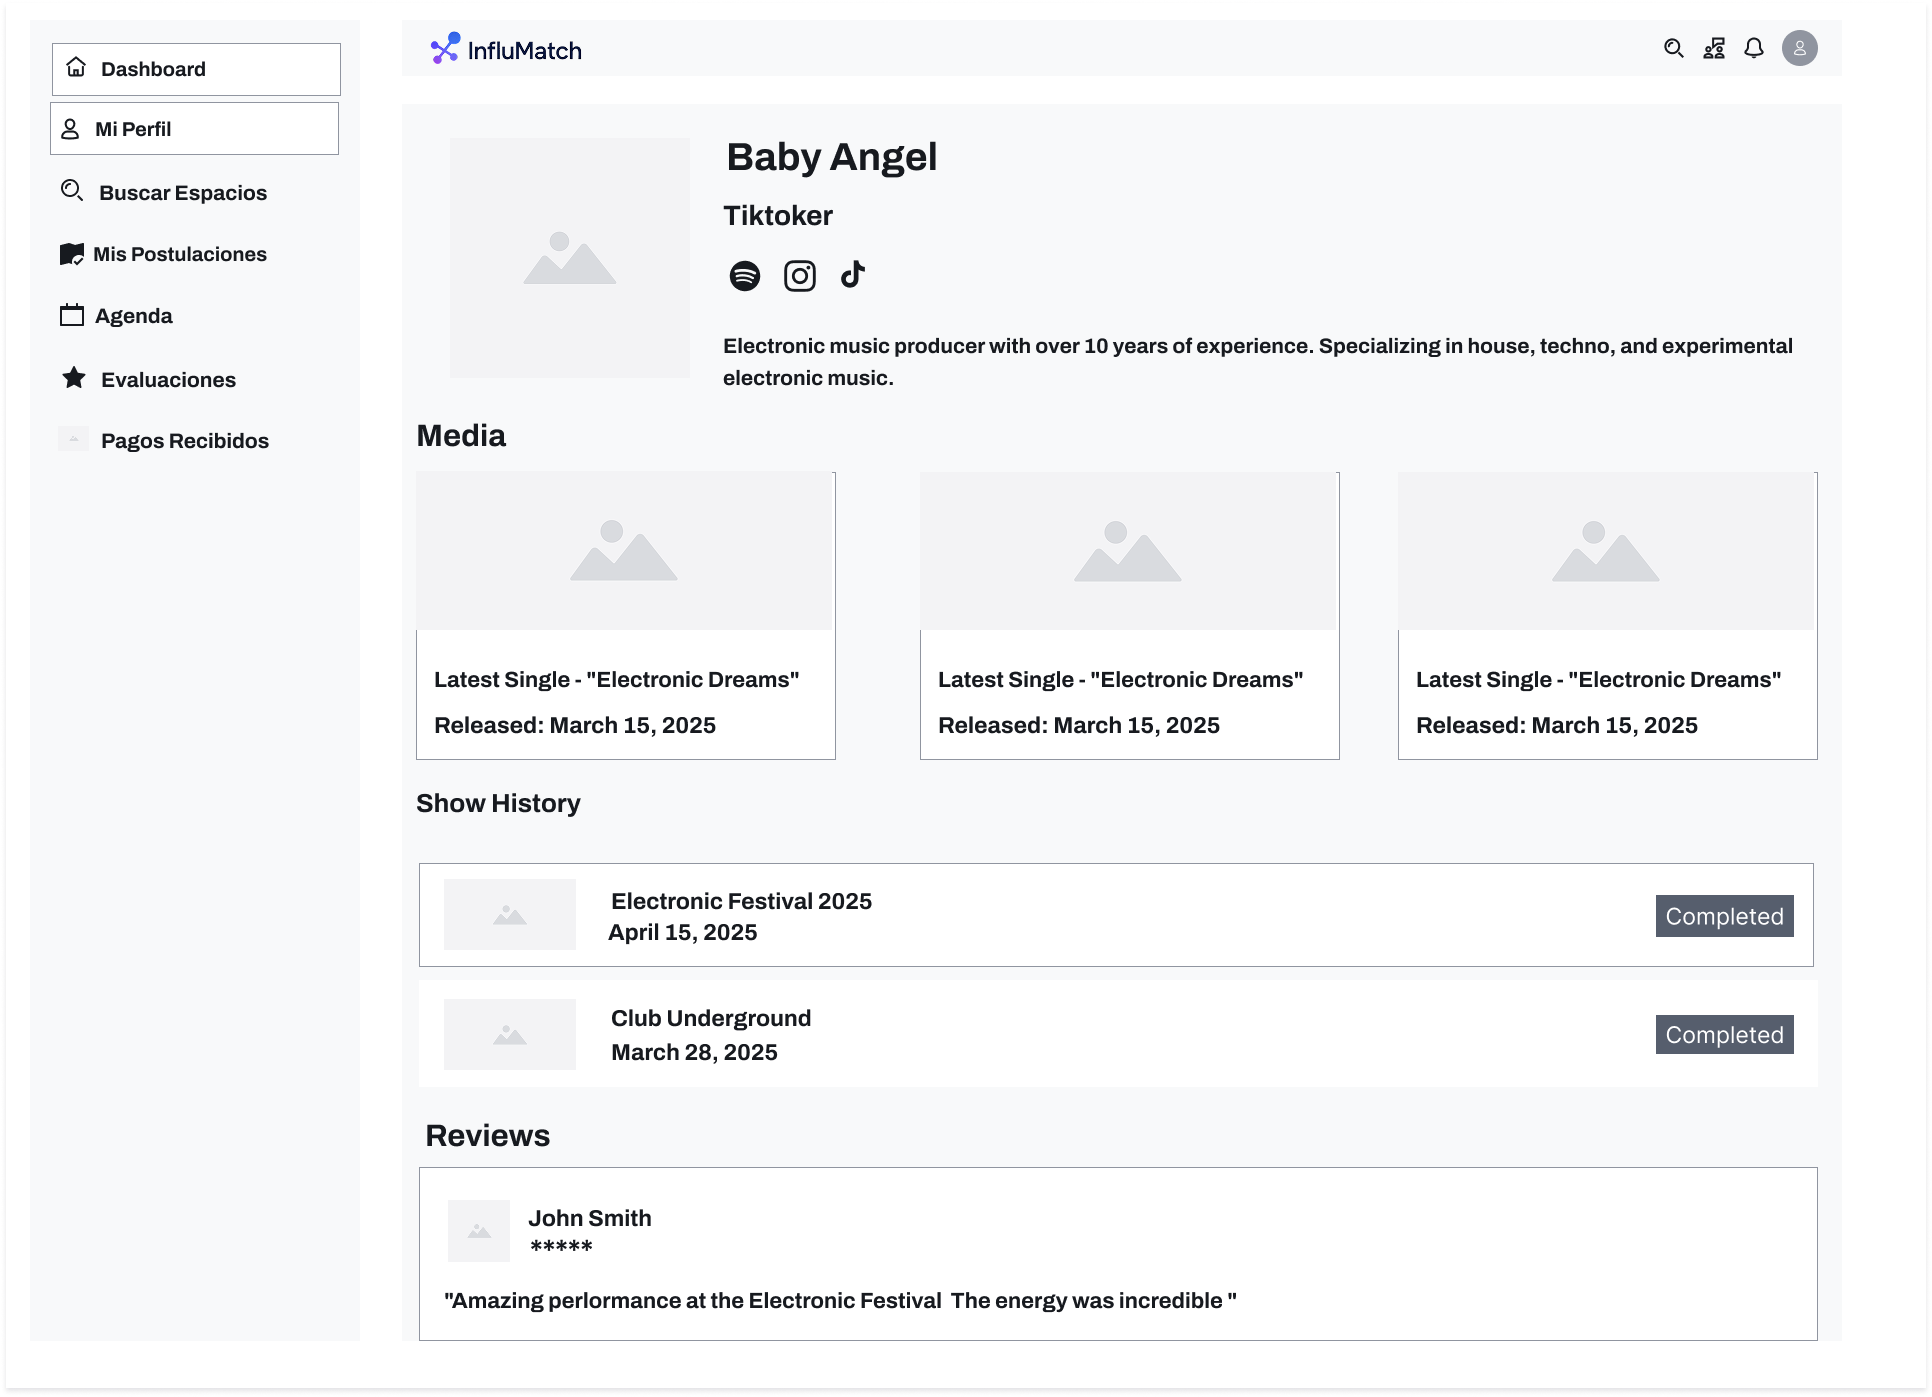 Dashboard
Mi Perfil
Buscar Espacios
Mis Postulaciones
Agenda
Evaluaciones
Pagos Recibidos
InfluMatch
Baby Angel
Tiktoker
Electronic music producer with over 10 years of experience. Specializing in house, techno, and experimental
electronic music.
Media
Latest Single - "Electronic Dreams"
Released: March 15, 2025
Latest Single - "Electronic Dreams"
Released: March 15, 2025
Latest Single - "Electronic Dreams"
Released: March 15, 2025
Show History
Electronic Festival 2025
April 15, 2025
Completed
Club Underground
March 28, 2025
Completed
Reviews
John Smith
*****
"Amazing perlormance at the Electronic Festival  The energy was incredible "